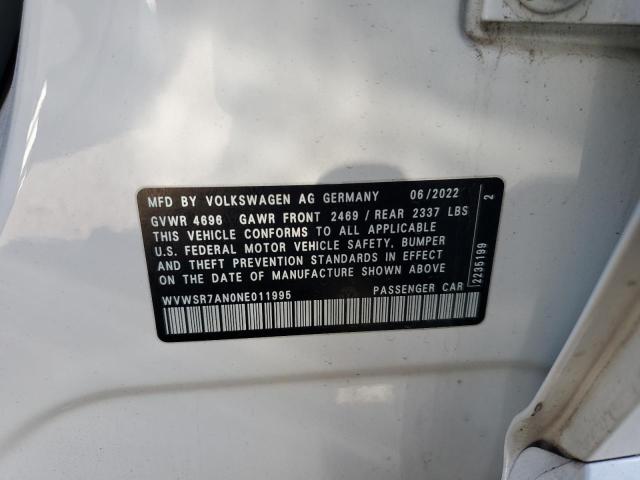 MFD BY VOLKSWAGEN AG GERMANY 06/2022
GVWR 4696 GAWR FRONT 2469 / REAR 2337 LBS
THIS VEHICLE CONFORMS TO ALL APPLICABLE
U.S. FEDERAL MOTOR VEHICLE SAFETY, BUMPER
AND THEFT PREVENTION STANDARDS IN EFFECT
ON THE DATE OF MANUFACTURE SHOWN ABOVE
WVWSR7AN0NE011995 PASSENGER CAR
2235199 2